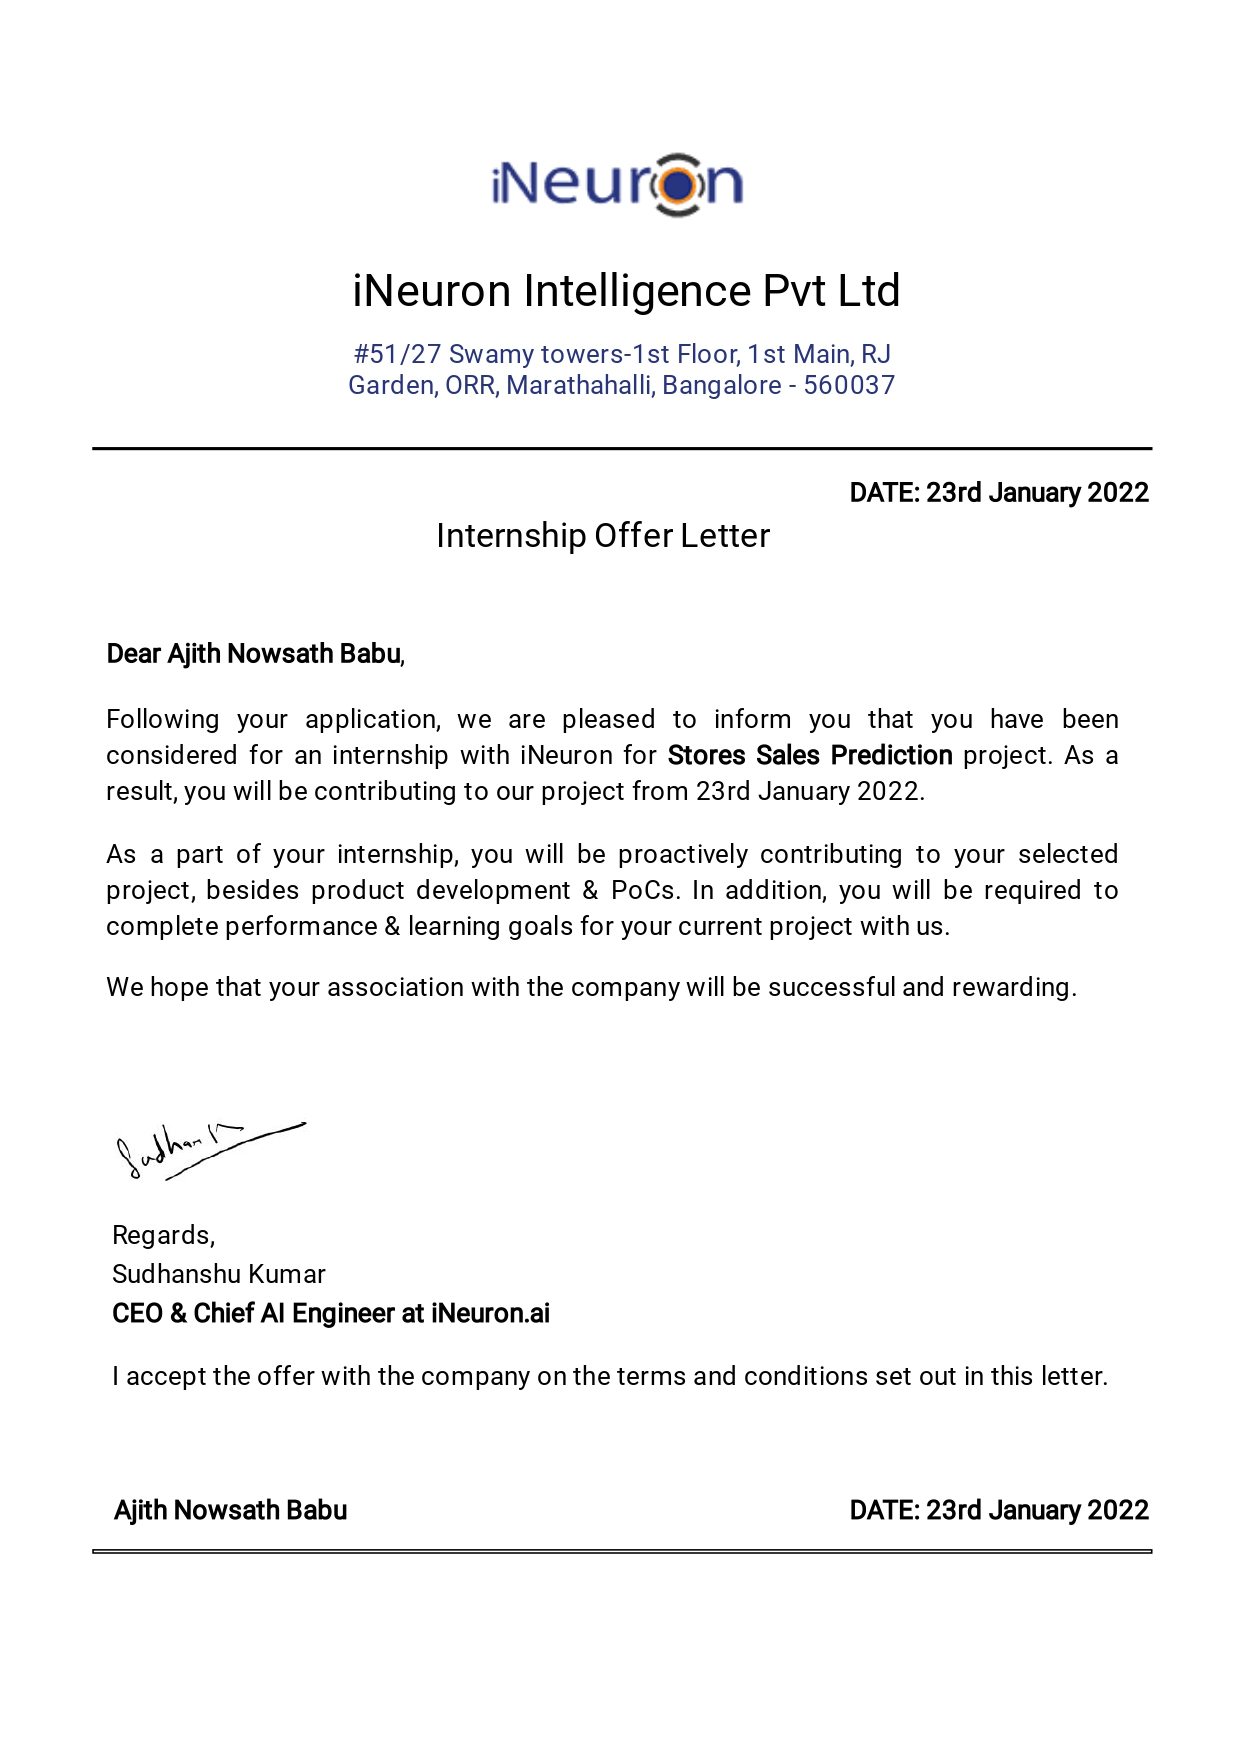 iNeuron
iNeuron Intelligence Pvt Ltd
#51/27 Swamy towers-1st Floor, 1st Main, RJ
Garden, ORR, Marathahalli, Bangalore - 560037
DATE: 23rd January 2022
Internship Offer Letter
Dear Ajith Nowsath Babu,
Following your application, we are pleased to inform you that you have been
considered for an internship with iNeuron for Stores Sales Prediction project. As a
result, you will be contributing to our project from 23rd January 2022.
As a part of your internship, you will be proactively contributing to your selected
project, besides product development & PoCs. In addition, you will be required to
complete performance & learning goals for your current project with us.
We hope that your association with the company will be successful and rewarding.
Regards,
Sudhanshu Kumar
CEO & Chief AI Engineer at iNeuron.ai
I accept the offer with the company on the terms and conditions set out in this letter.
Ajith Nowsath Babu
DATE: 23rd January 2022